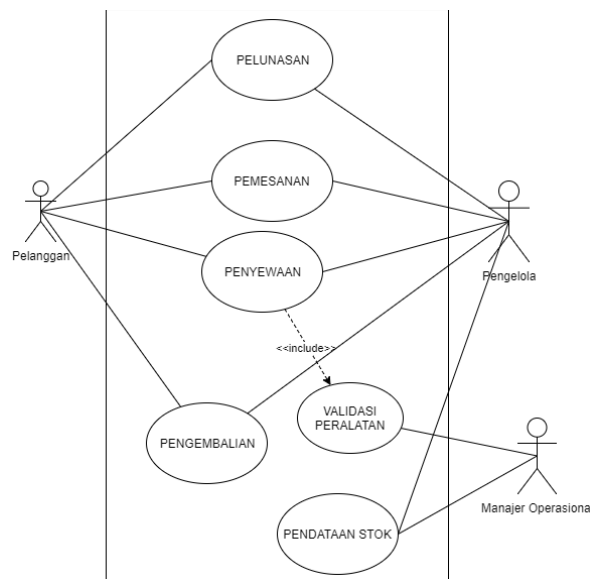 PELUNASAN
PEMESANAN
Pelanggan
PENYEWAAN
Pengelola
<<include>>
VALIDASI
PERALATAN
PENGEMBALIAN
Manajer Operasiona
PENDATAAN STOK